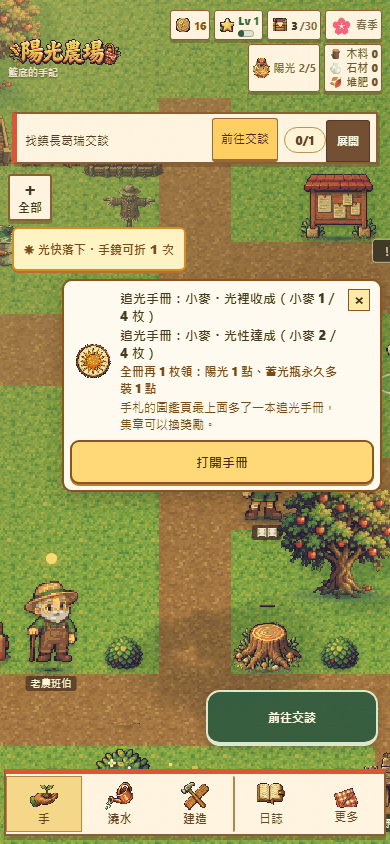 16
Lv 1
3 /30
春季
陽光農場
籃底的手記
陽光 2/5
木料 0
石材 0
堆肥 0
找鎮長葛瑞交談
前往交談
0/1
展開
+
全部
光快落下・手鏡可折 1 次
!
追光手冊：小麥・光裡收成（小麥 1 /
4 枚）
追光手冊：小麥・光性達成（小麥 2 /
4 枚）
全冊再 1 枚領：陽光 1 點、蓄光瓶永久多
裝 1 點
手札的圖鑑頁最上面多了一本追光手冊，
集章可以換獎勵。
×
打開手冊
圃圃
老農班伯
前往交談
手
澆水
建造
日誌
更多